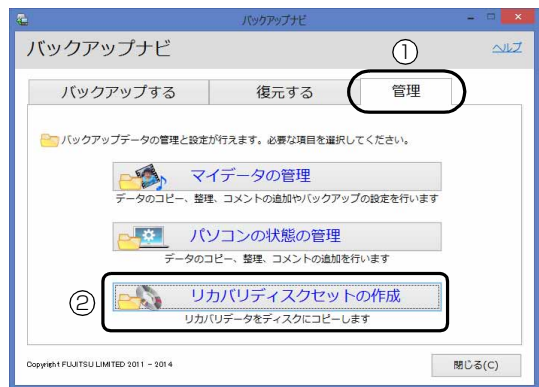 バックアップナビ
バックアップナビ
①
ヘルプ
バックアップする
復元する
管理
バックアップデータの管理と設定が行えます。必要な項目を選択してください。
マイデータの管理
データのコピー、整理、コメントの追加やバックアップの設定を行います
パソコンの状態の管理
データのコピー、整理、コメントの追加を行います
②
リカバリディスクセットの作成
リカバリデータをディスクにコピーします
Copyright FUJITSU LIMITED 2011 - 2014
閉じる(C)